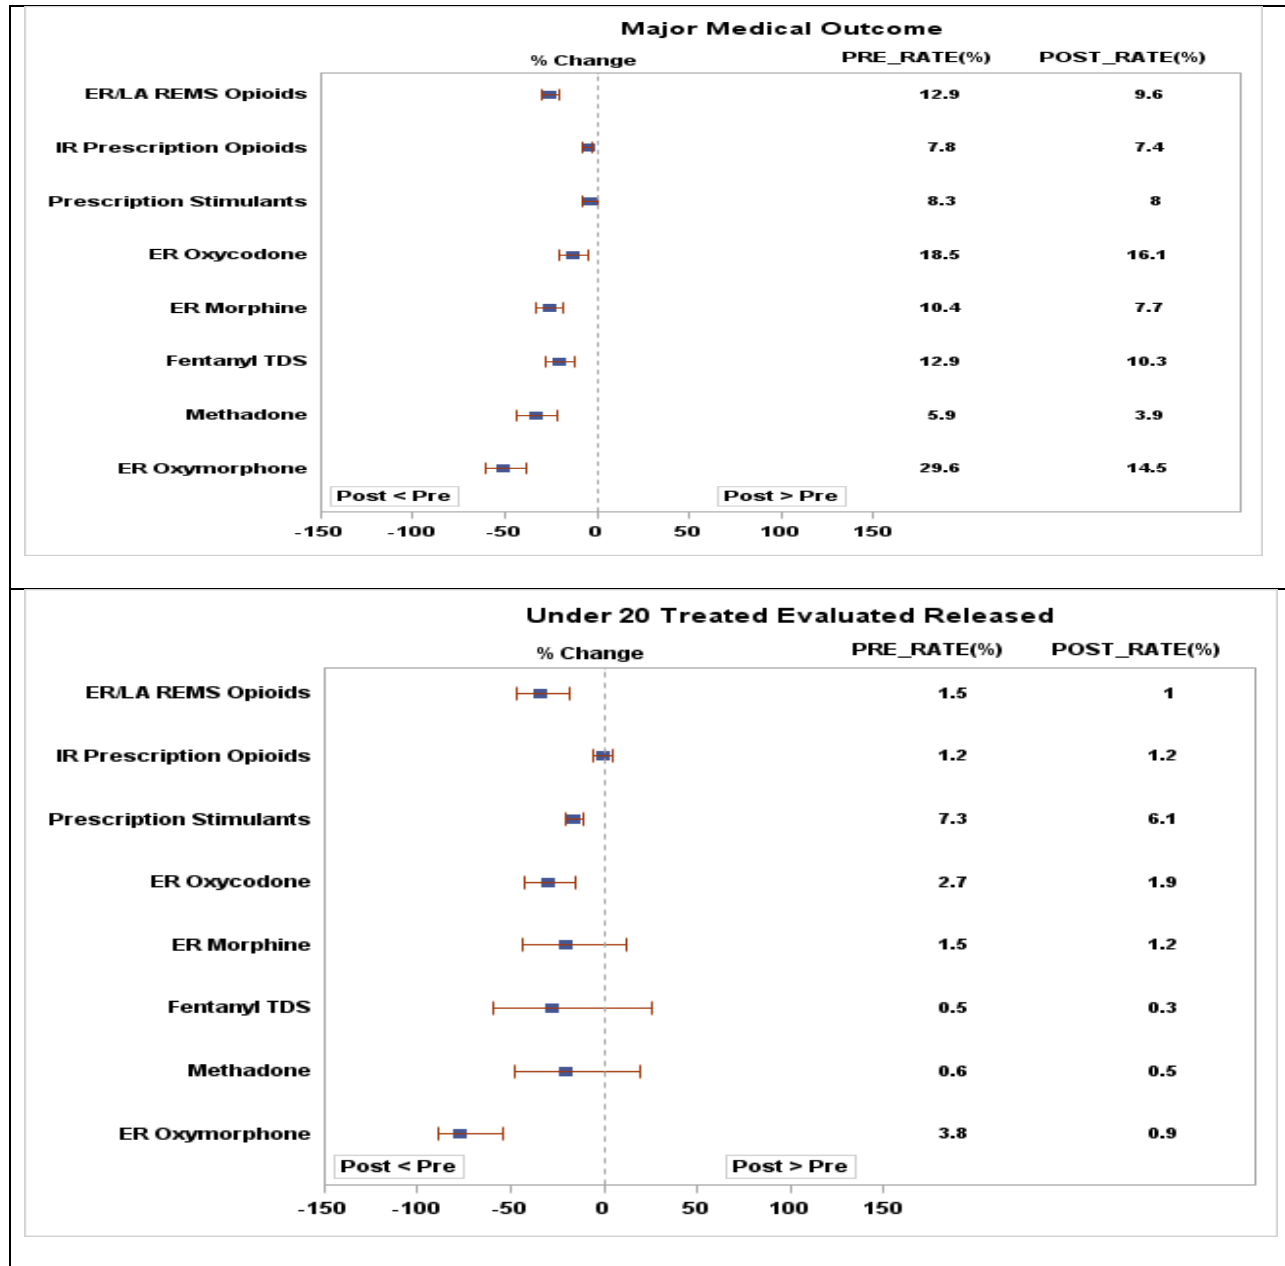 Major Medical Outcome
% Change PRE_RATE(%) POST_RATE(%)
ER/LA REMS Opioids 12.9 9.6
IR Prescription Opioids 7.8 7.4
Prescription Stimulants 8.3 8
ER Oxycodone 18.5 16.1
ER Morphine 10.4 7.7
Fentanyl TDS 12.9 10.3
Methadone 5.9 3.9
ER Oxymorphone 29.6 14.5
Post < Pre Post > Pre
-150 -100 -50 0 50 100 150
Under 20 Treated Evaluated Released
% Change PRE_RATE(%) POST_RATE(%)
ER/LA REMS Opioids 1.5 1
IR Prescription Opioids 1.2 1.2
Prescription Stimulants 7.3 6.1
ER Oxycodone 2.7 1.9
ER Morphine 1.5 1.2
Fentanyl TDS 0.5 0.3
Methadone 0.6 0.5
ER Oxymorphone 3.8 0.9
Post < Pre Post > Pre
-150 -100 -50 0 50 100 150